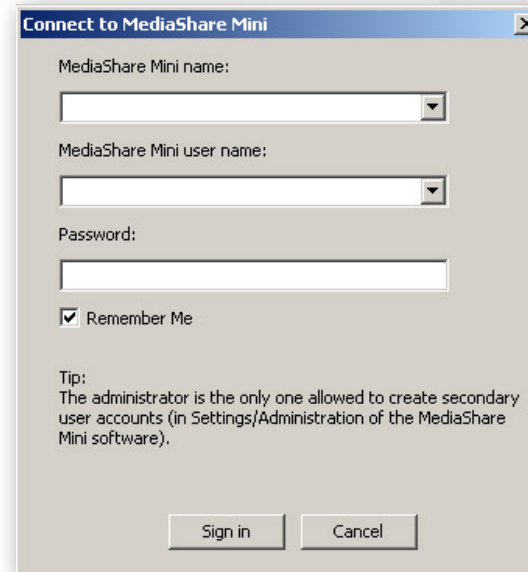 Connect to MediaShare Mini
MediaShare Mini name:
MediaShare Mini user name:
Password:
Remember Me
Tip:
The administrator is the only one allowed to create secondary
user accounts (in Settings/Administration of the MediaShare
Mini software).
Sign in
Cancel